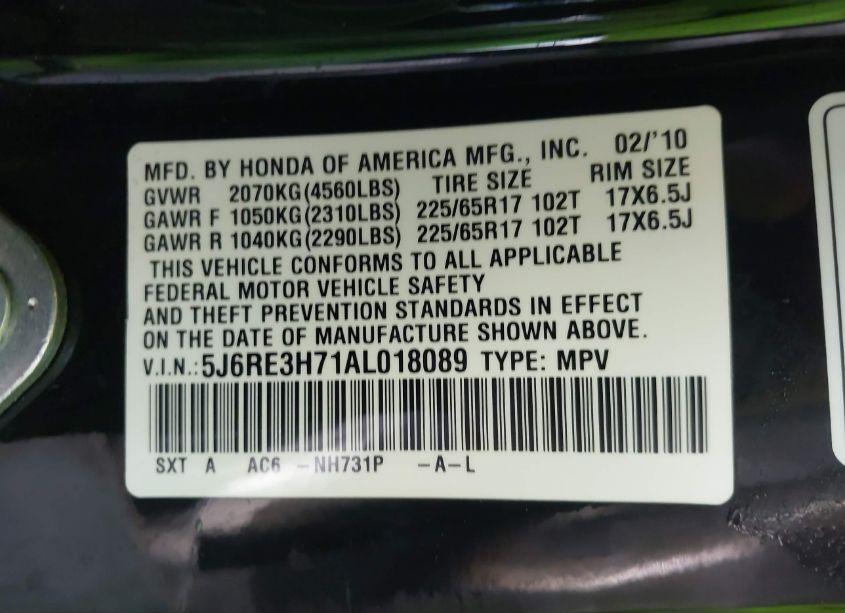 MFD. BY HONDA OF AMERICA MFG., INC. 02/'10
GVWR 2070KG(4560LBS) TIRE SIZE RIM SIZE
GAWR F 1050KG(2310LBS) 225/65R17 102T 17X6.5J
GAWR R 1040KG(2290LBS) 225/65R17 102T 17X6.5J
THIS VEHICLE CONFORMS TO ALL APPLICABLE
FEDERAL MOTOR VEHICLE SAFETY
AND THEFT PREVENTION STANDARDS IN EFFECT
ON THE DATE OF MANUFACTURE SHOWN ABOVE.
V.I.N.:5J6RE3H71AL018089 TYPE: MPV
SXT A AC6 -NH731P -A-L